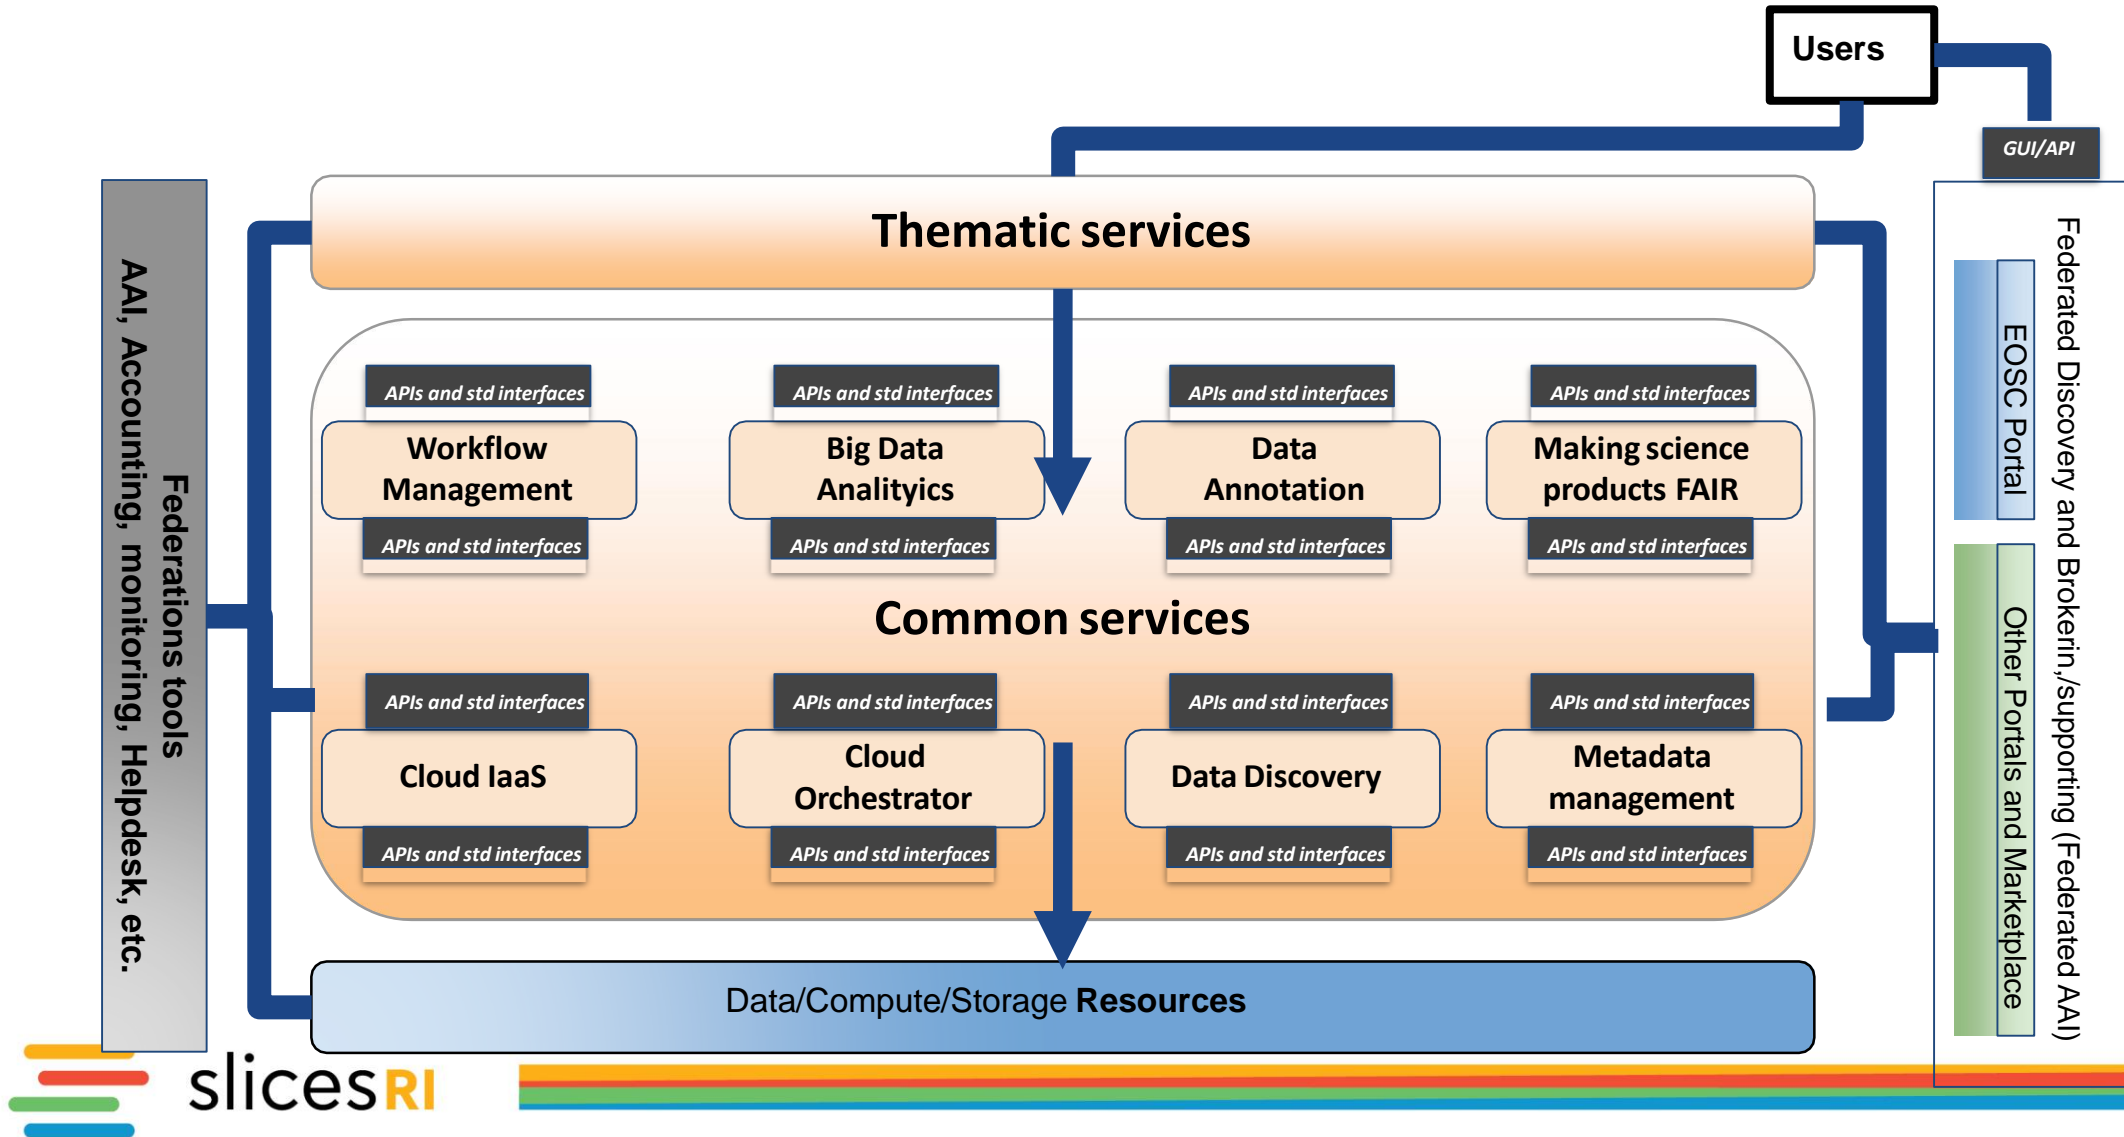 Users
GUI/API
Thematic services
Federations tools
AAI, Accounting, monitoring, Helpdesk, etc.
APIs and std interfaces
APIs and std interfaces
APIs and std interfaces
APIs and std interfaces
Workflow
Management
Big Data
Analityics
Data
Annotation
Making science
products FAIR
APIs and std interfaces
APIs and std interfaces
APIs and std interfaces
APIs and std interfaces
Common services
APIs and std interfaces
APIs and std interfaces
APIs and std interfaces
APIs and std interfaces
Cloud IaaS
Cloud
Orchestrator
Data Discovery
Metadata
management
APIs and std interfaces
APIs and std interfaces
APIs and std interfaces
APIs and std interfaces
Data/Compute/Storage Resources
Federated Discovery and Brokerin,/supporting (Federated AAI)
EOSC Portal
Other Portals and Marketplace
slices RI